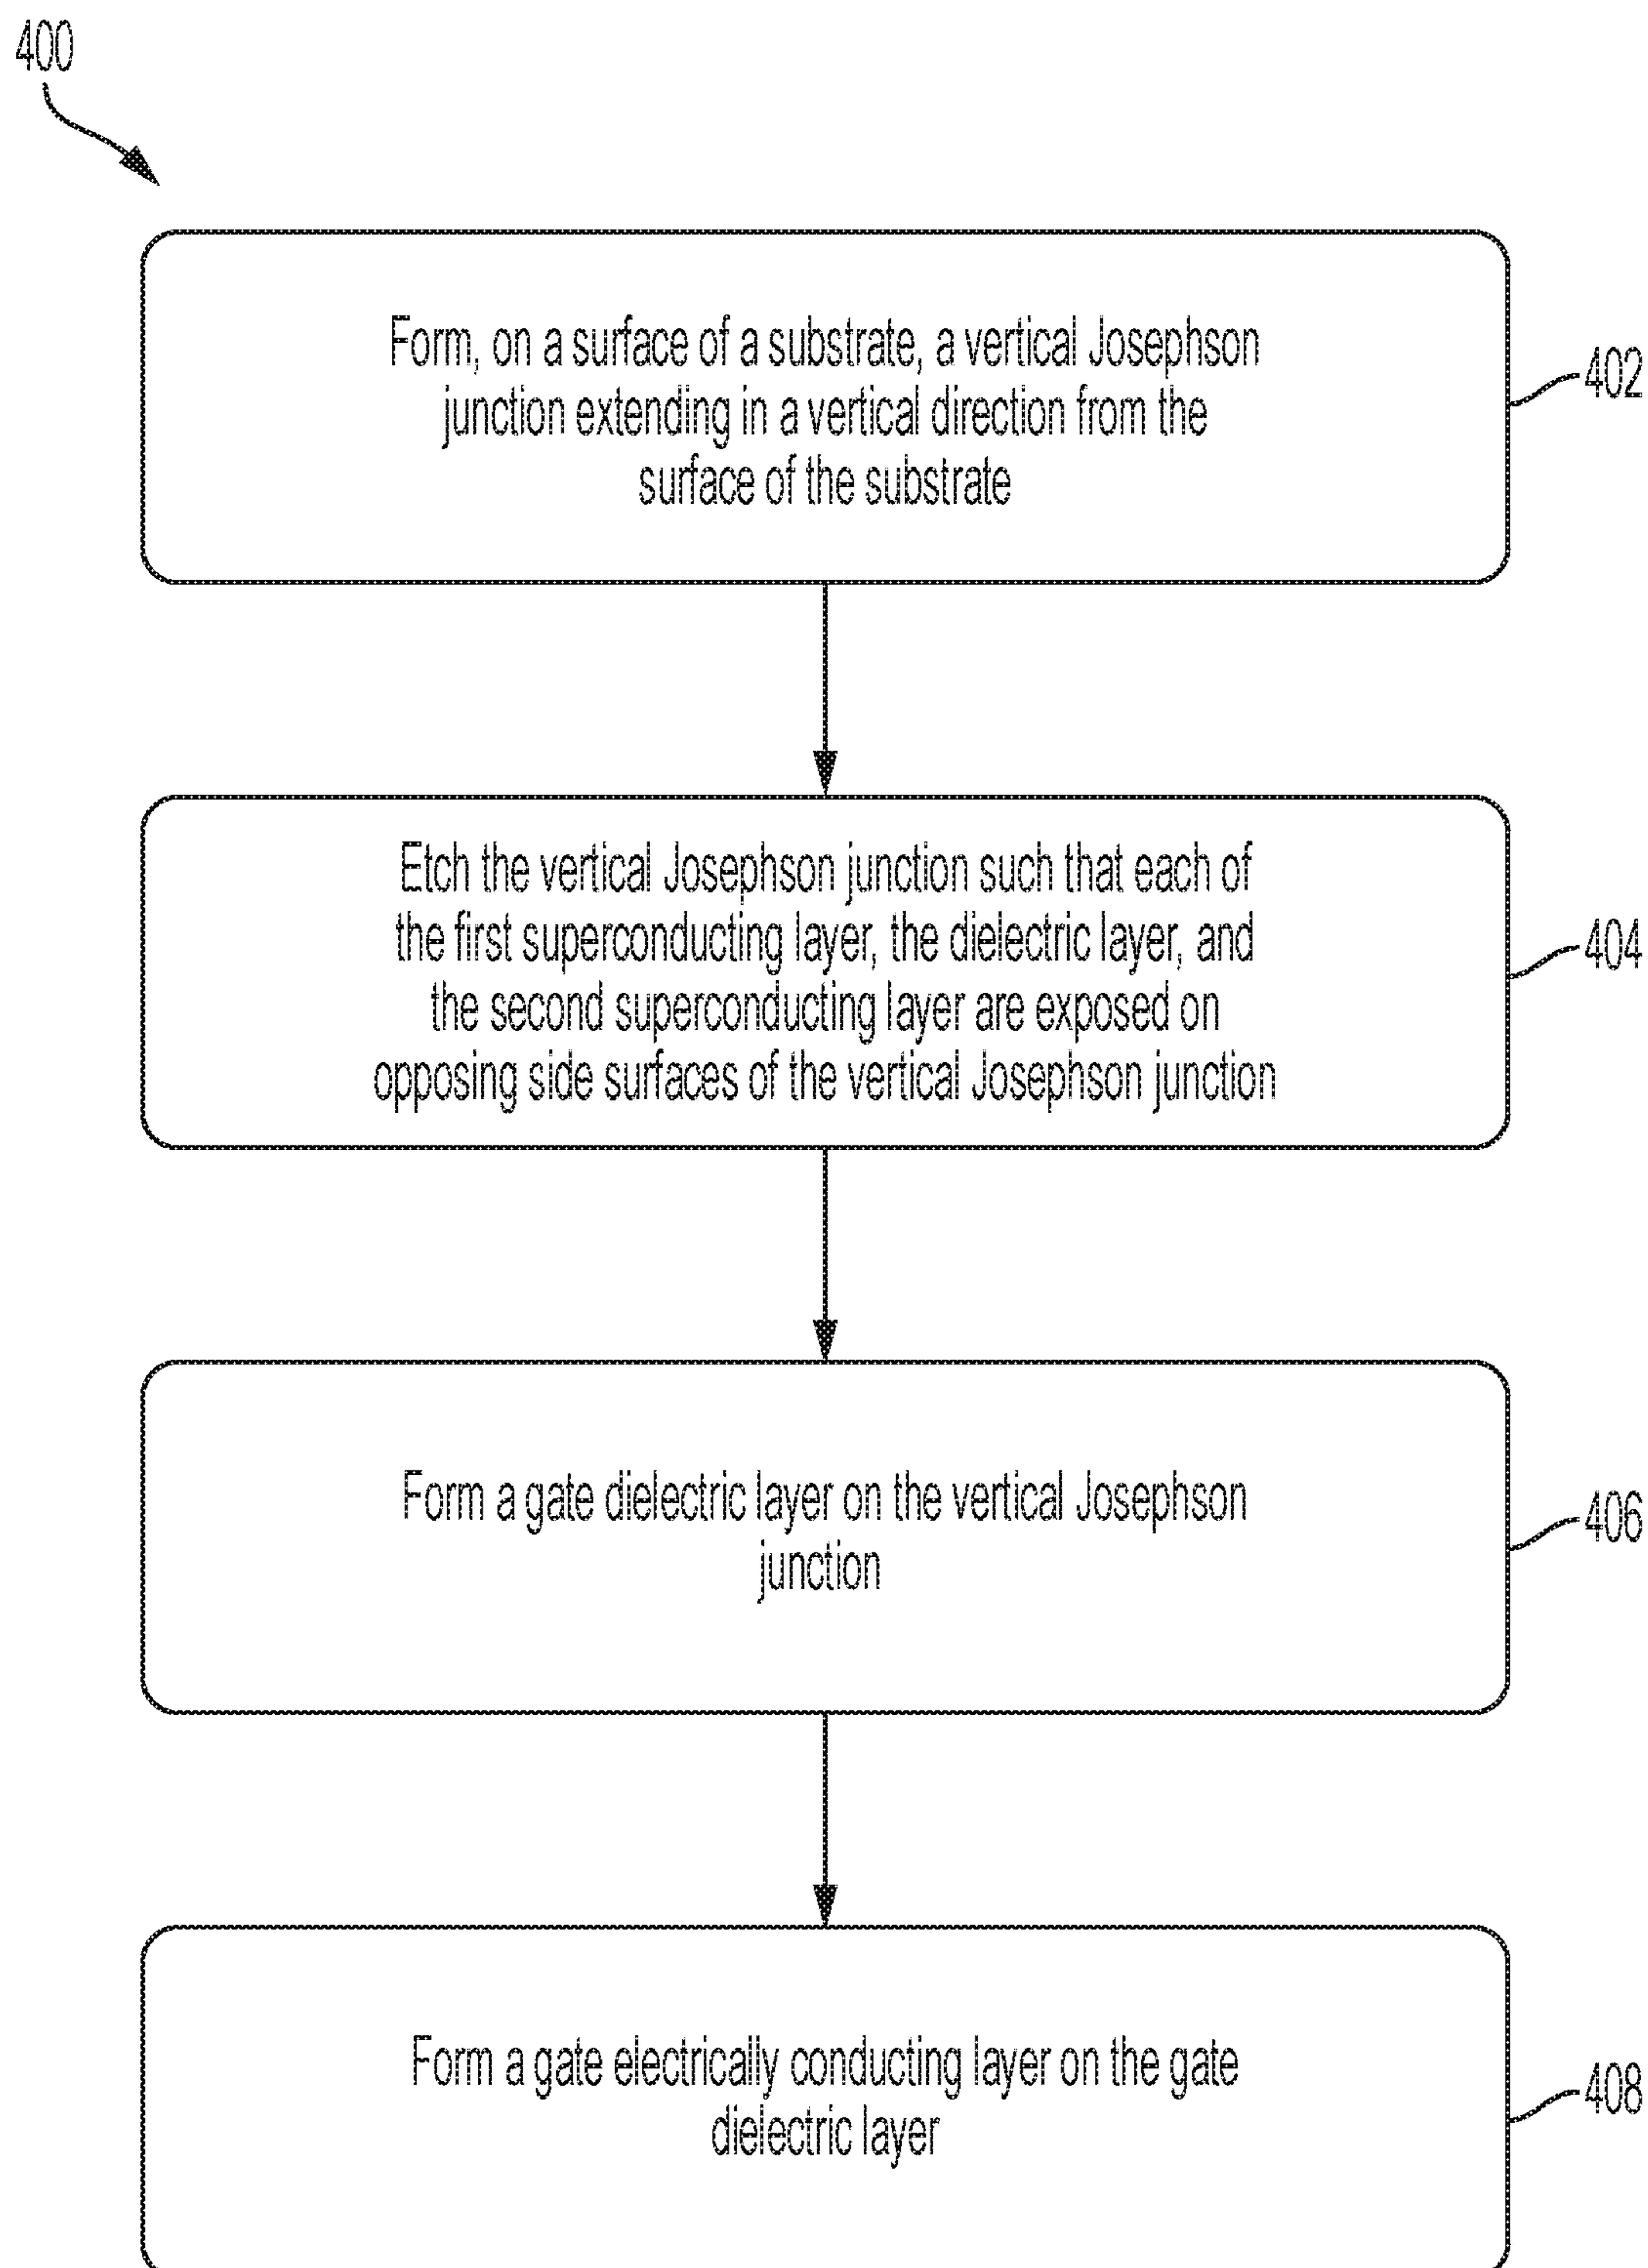 400
Form, on a surface of a substrate, a vertical Josephson
junction extending in a vertical direction from the
surface of the substrate
402
Etch the vertical Josephson junction such that each of
the first superconducting layer, the dielectric layer, and
the second superconducting layer are exposed on
opposing side surfaces of the vertical Josephson junction
404
Form a gate dielectric layer on the vertical Josephson
junction
406
Form a gate electrically conducting layer on the gate
dielectric layer
408